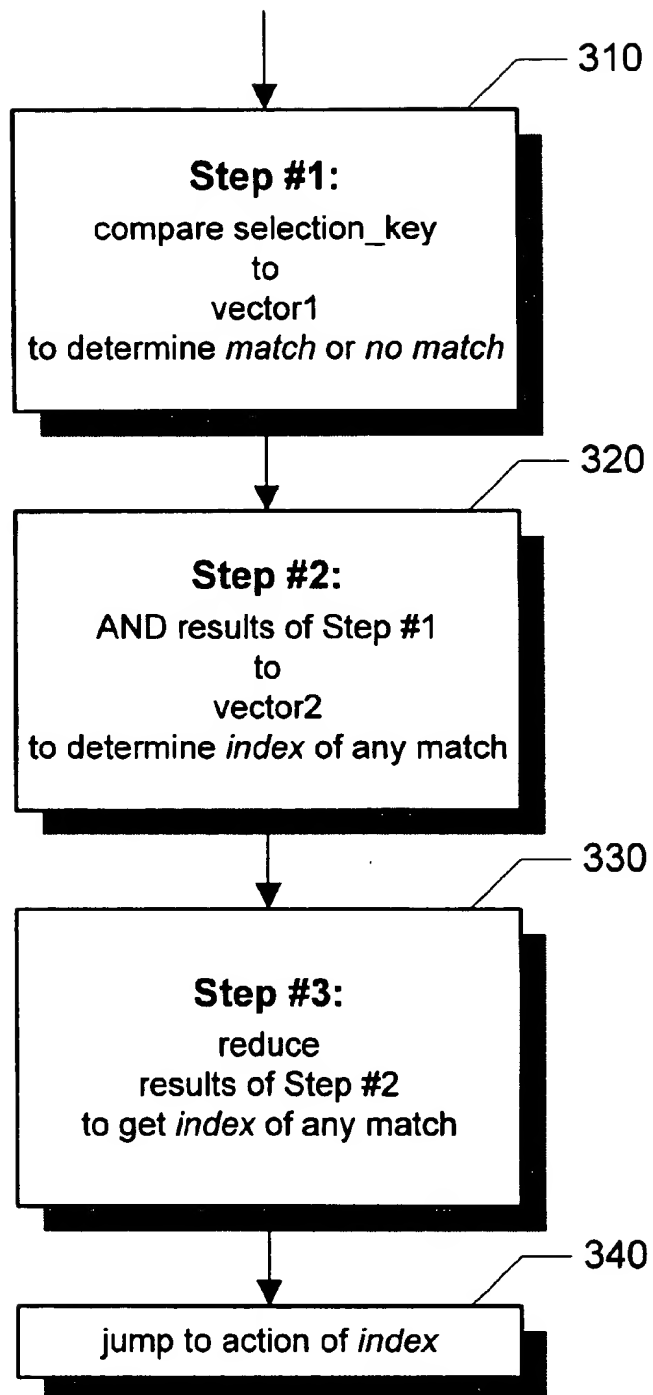 310
Step #1:
compare selection_key
to
vector1
to determine match or no match
320
Step #2:
AND results of Step #1
to
vector2
to determine index of any match
330
Step #3:
reduce
results of Step #2
to get index of any match
340
jump to action of index